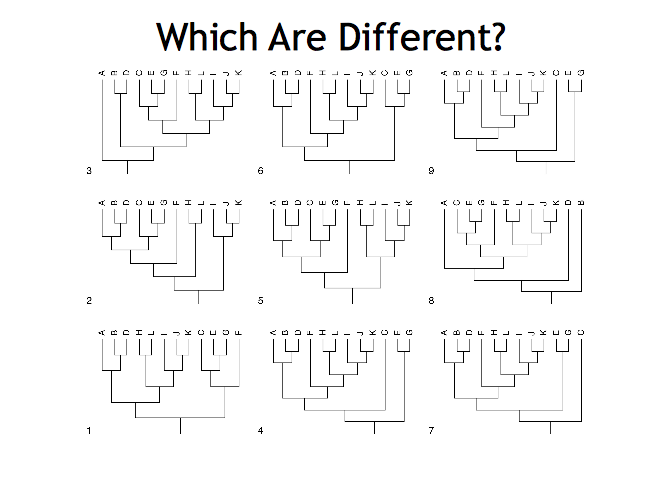 Which Are Different?
A B D C E G F H L I J K
3
A B D F H L I J K C E G
6
A B D F H L I J K C E G
9
A B D C E G F H L I J K
2
A B D C E G F H L I J K
5
A C E G F H L I J K D B
8
A B D H L I J K C E G F
1
A B D F H L I J K C E G
4
A B D F H L I J K E G C
7